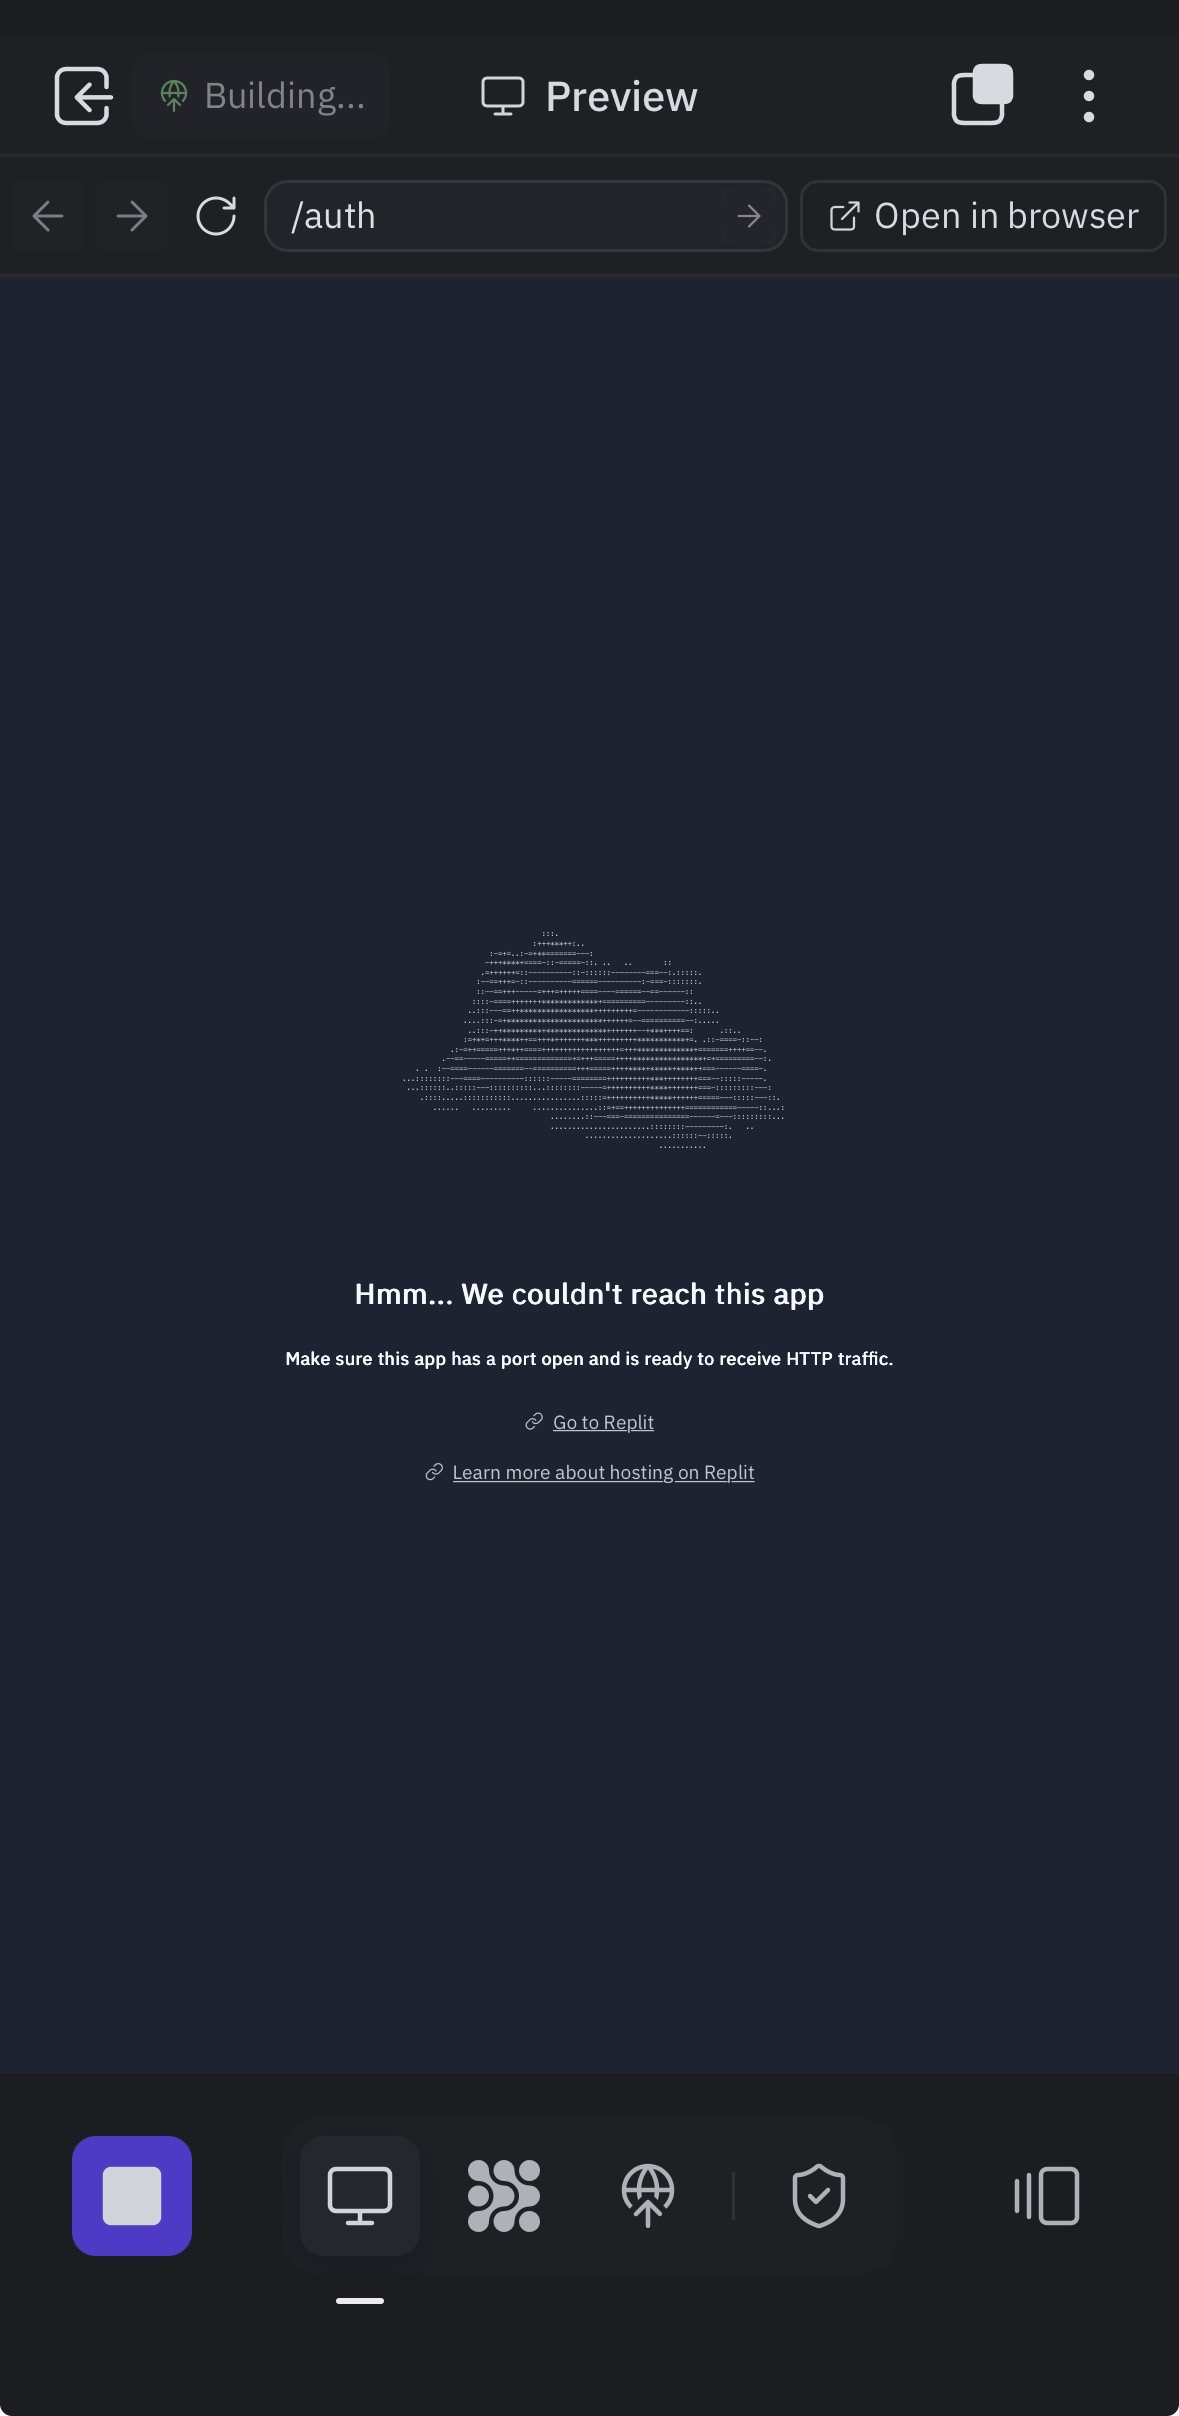 Building...
Preview
/auth
Open in browser
Hmm... We couldn't reach this app
Make sure this app has a port open and is ready to receive HTTP traffic.
Go to Replit
Learn more about hosting on Replit